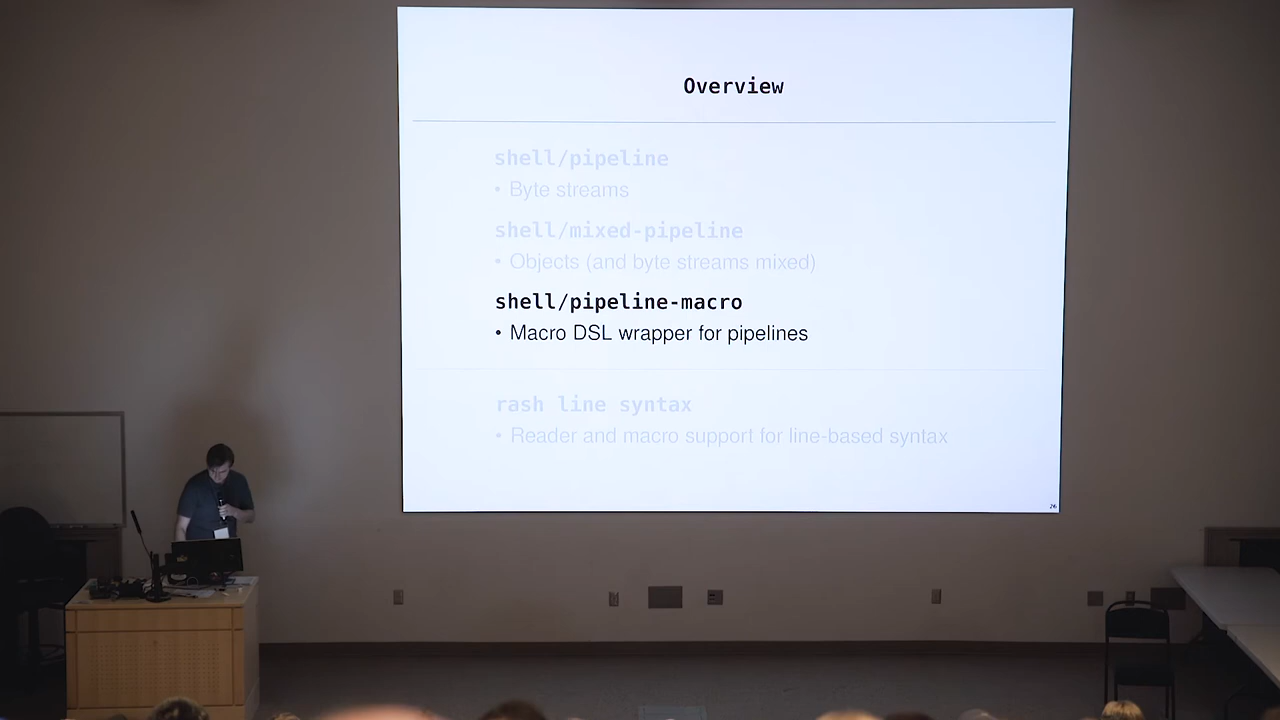 Overview
shell/pipeline
• Byte streams
shell/mixed-pipeline
• Objects (and byte streams mixed)
shell/pipeline-macro
• Macro DSL wrapper for pipelines
rash line syntax
• Reader and macro support for line-based syntax
26